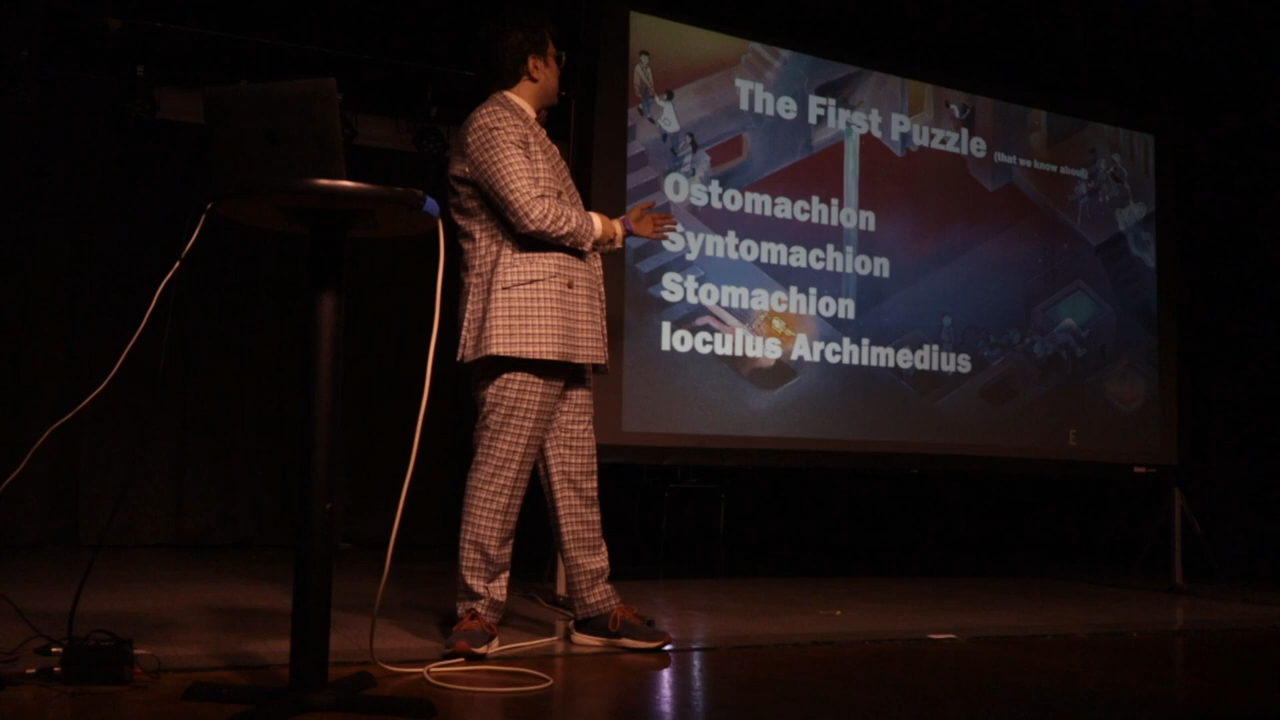 The First Puzzle (that we know about)
Ostomachion
Syntomachion
Stomachion
loculus Archimedius
E